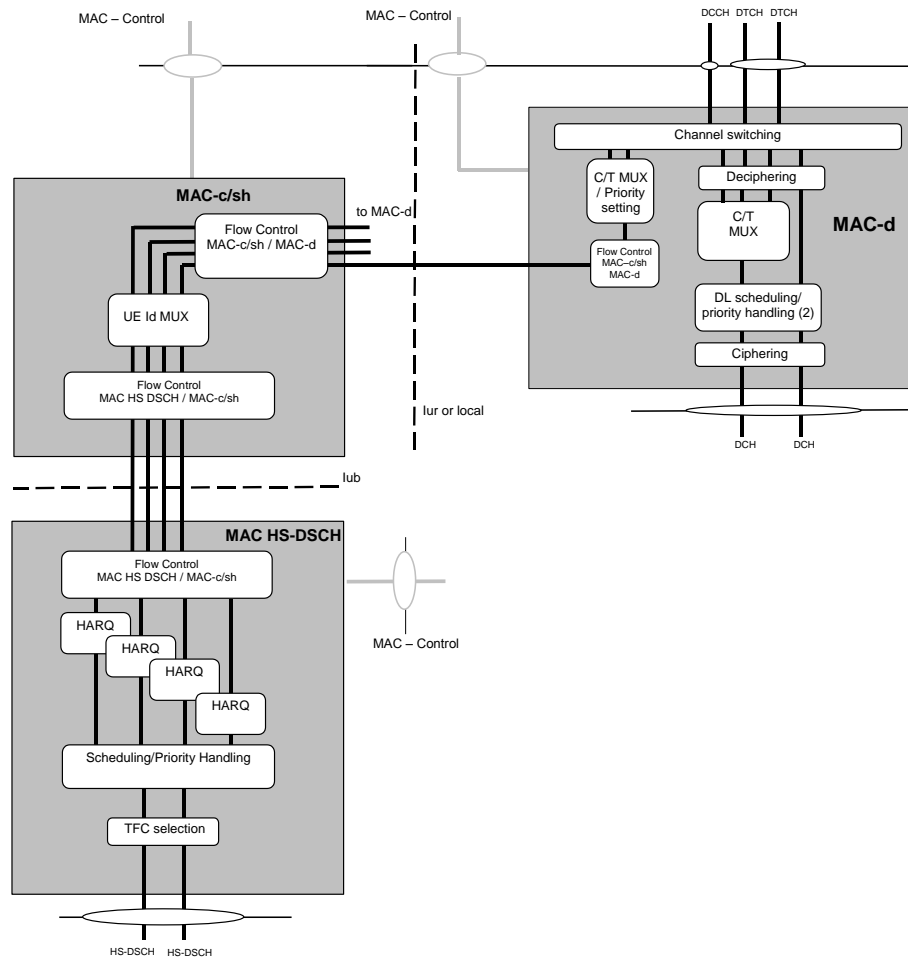 MAC – Control
MAC – Control
DCCH DTCH DTCH
Channel switching
MAC-c/sh
to MAC-d
Flow Control
MAC-c/sh / MAC-d
C/T MUX
/ Priority
setting
Deciphering
C/T
MUX
MAC-d
Flow Control
MAC–c/sh
MAC-d
UE Id MUX
DL scheduling/
priority handling (2)
Ciphering
Flow Control
MAC HS DSCH / MAC-c/sh
Iur or local
DCH DCH
Iub
MAC HS-DSCH
Flow Control
MAC HS DSCH / MAC-c/sh
HARQ
HARQ
HARQ
HARQ
MAC – Control
Scheduling/Priority Handling
TFC selection
HS-DSCH HS-DSCH